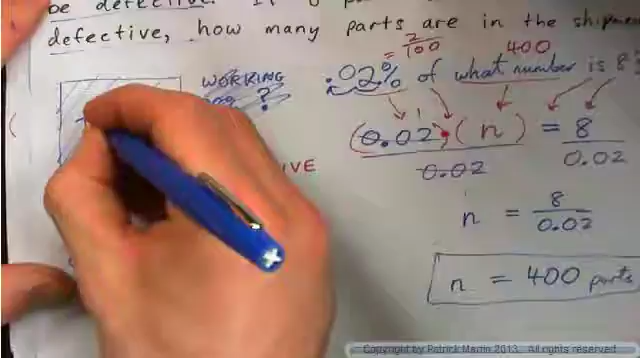 be defective. If 8
defective, how many parts are in the shipm
= 2/100 400
.02% of what number is 8?
WORKING
?
(0.02)(n) = 8
0.02 0.02
n = 8/0.02
n = 400 parts
Copyright by Patrick Martin 2013. All rights reserved